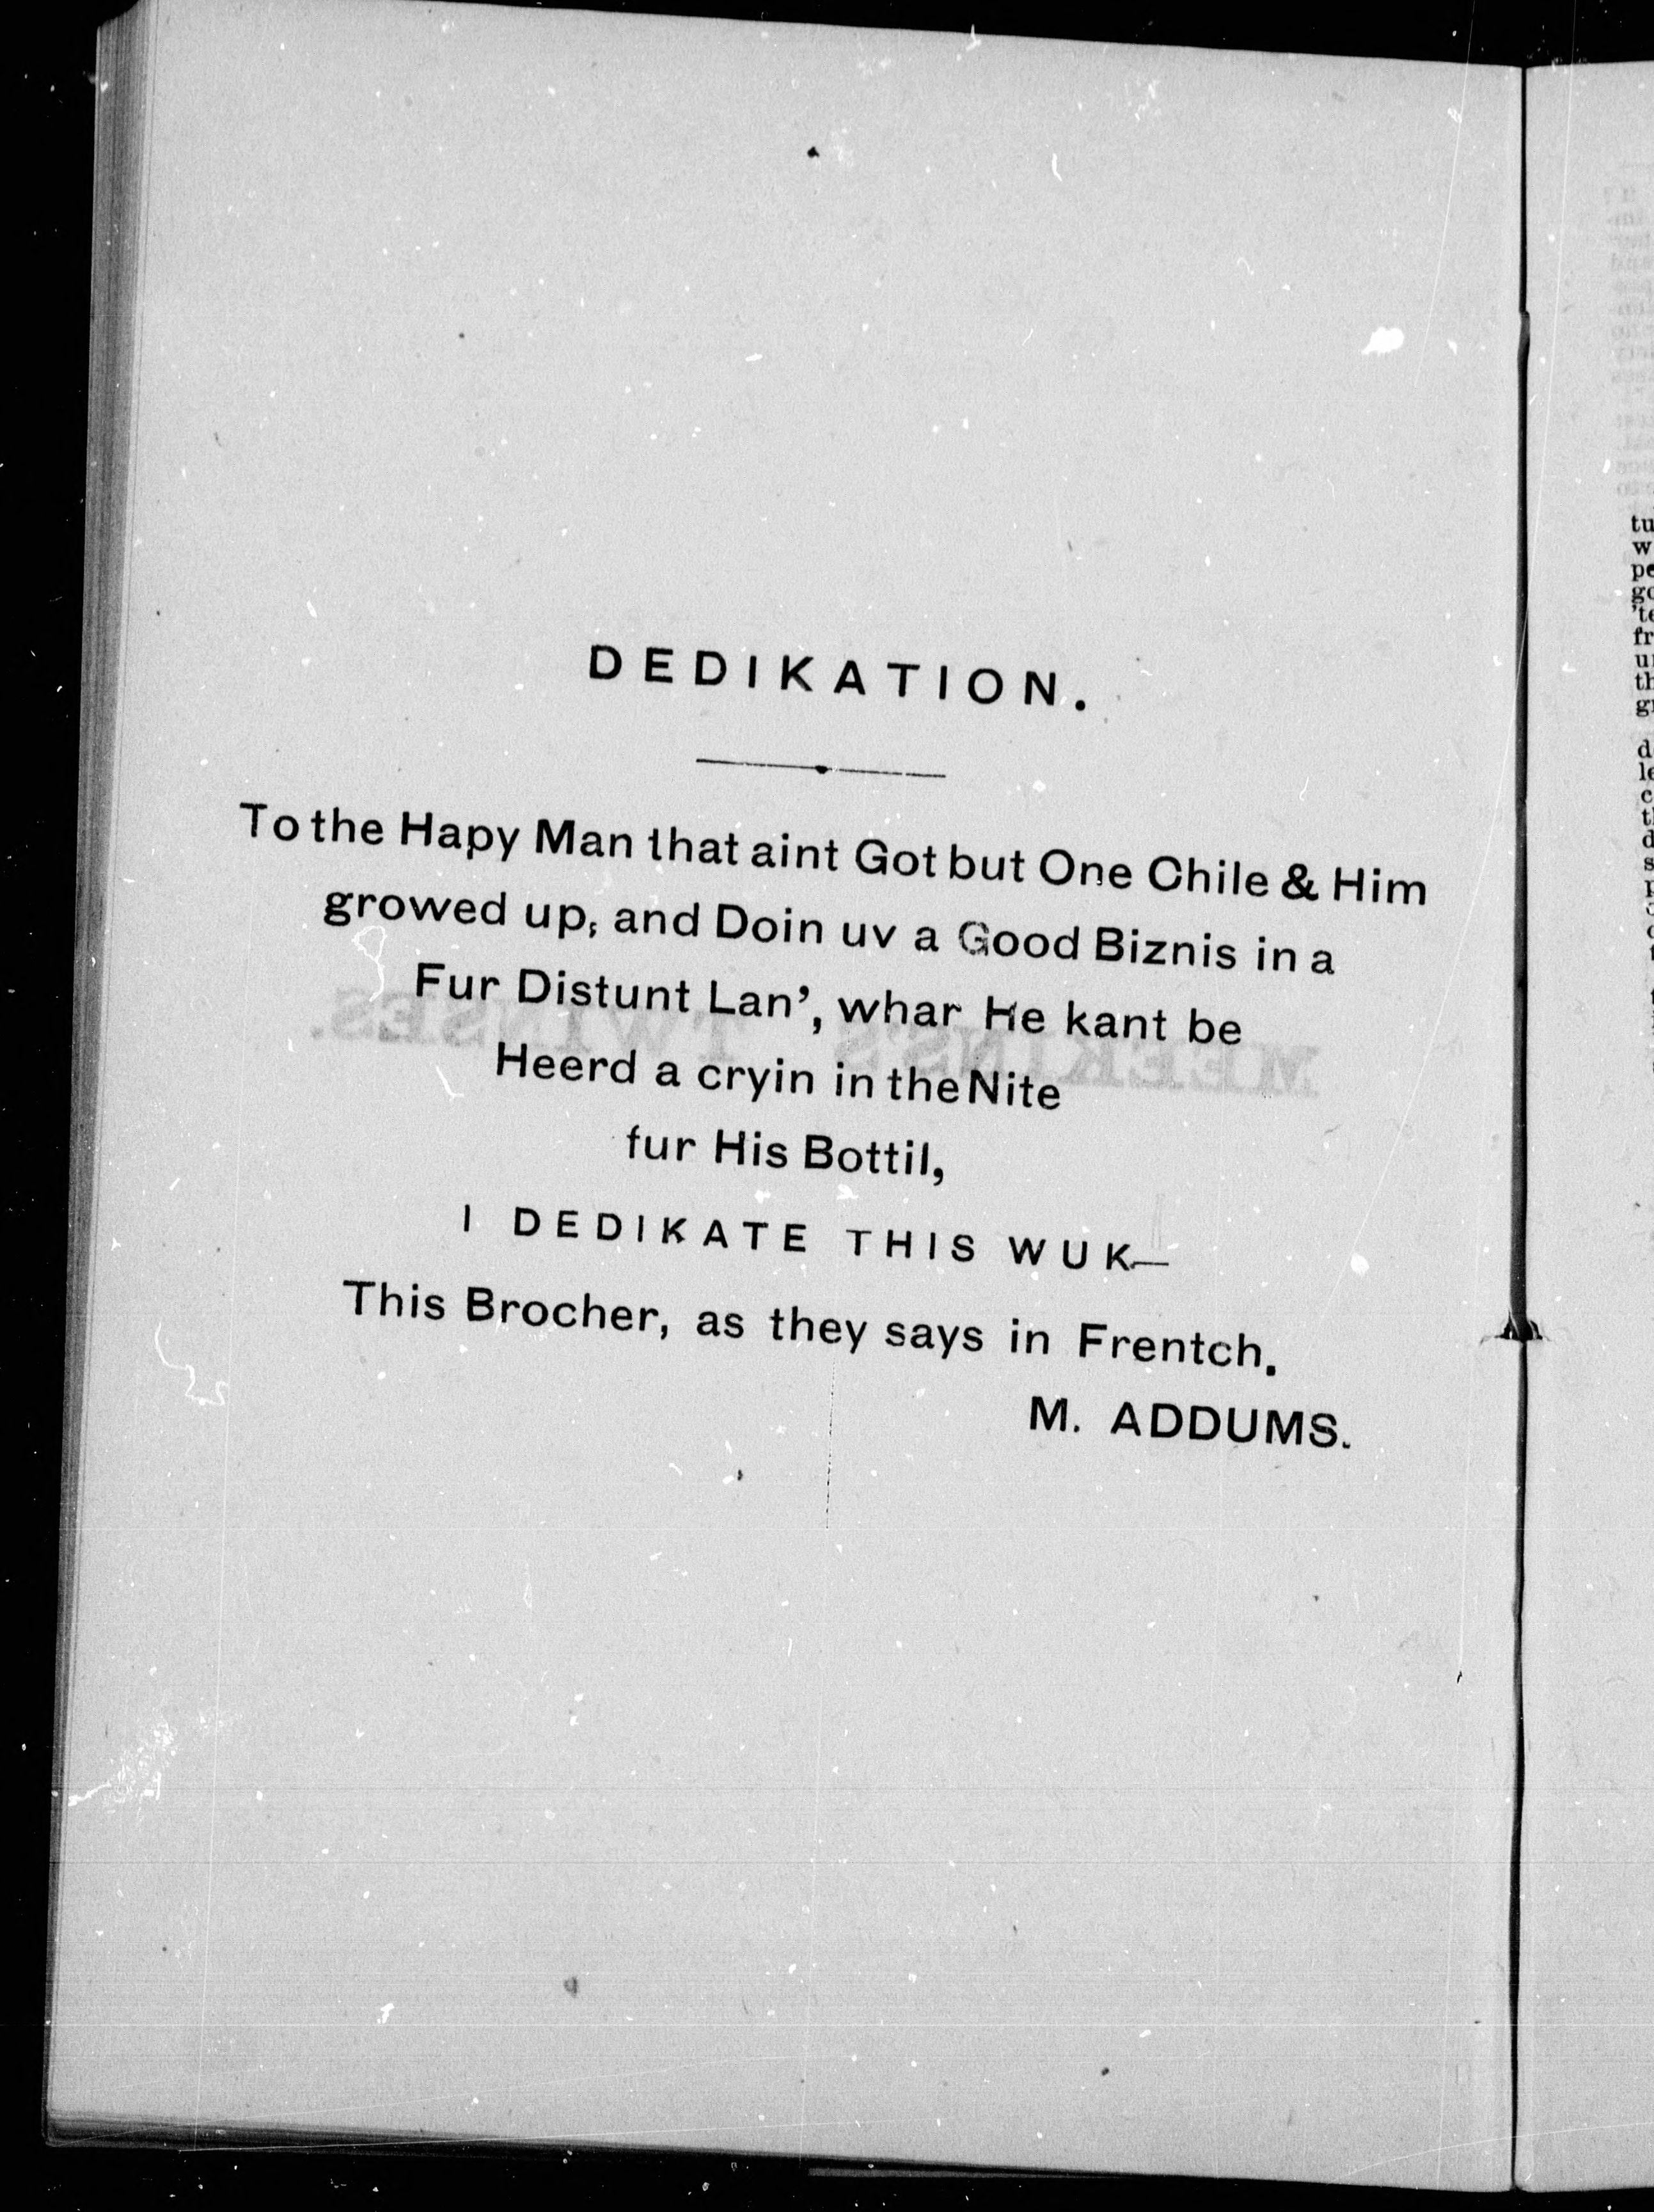 DEDIKATION.
To the Hapy Man that aint Got but One Chile & Him
growed up, and Doin uv a Good Biznis in a
Fur Distunt Lan', whar He kant be
Heerd a cryin in the Nite
fur His Bottil,
I DEDIKATE THIS WUK—
This Brocher, as they says in Frentch.
M. ADDUMS.
MEEKINS'S TWINSES.